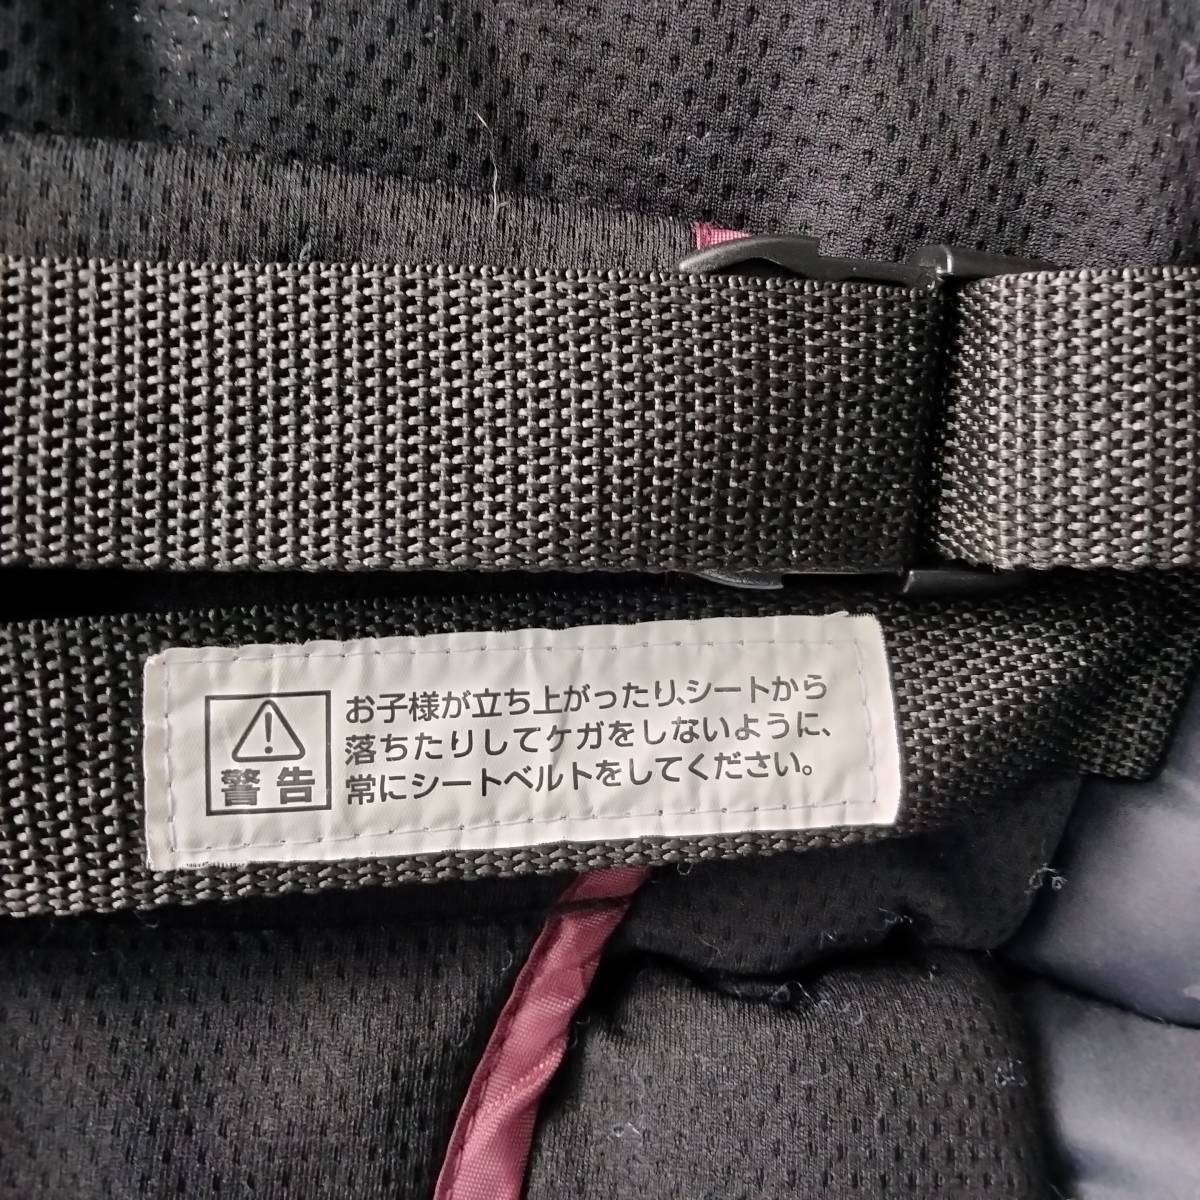 警告
お子様が立ち上がったり、シートから
落ちたりしてケガをしないように、
常にシートベルトをしてください。